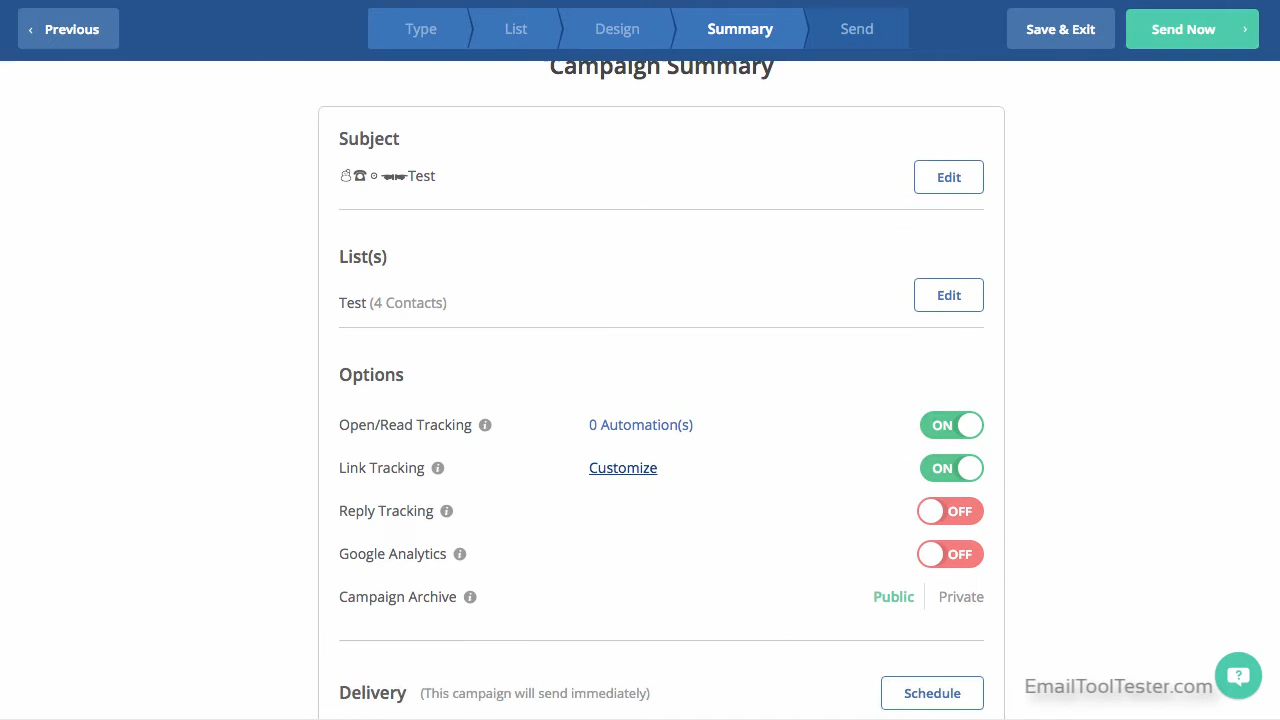 ‹ Previous
Type
List
Design
Summary
Send
Save & Exit
Send Now ›
Campaign Summary
Subject
☃☎Test
Edit
List(s)
Test (4 Contacts)
Edit
Options
Open/Read Tracking
0 Automation(s)
ON
Link Tracking
Customize
ON
Reply Tracking
OFF
Google Analytics
OFF
Campaign Archive
Public
Private
Delivery (This campaign will send immediately)
Schedule
EmailToolTester.com